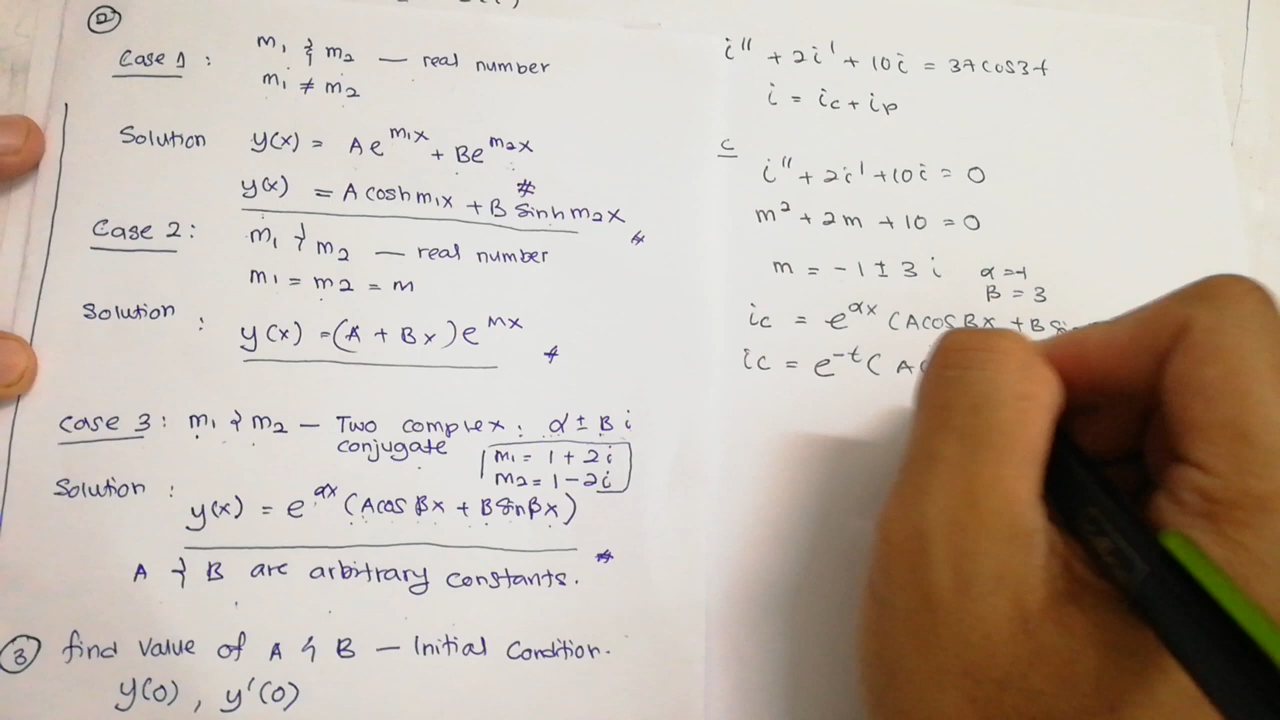 ②
Case 1 :
m₁ & m₂ — real number
m₁ ≠ m₂
Solution
y(x) = Ae^m₁x + Be^m₂x
y(x) = A cosh m₁x + B sinh m₂x
Case 2 :
m₁ & m₂ — real number
m₁ = m₂ = m
Solution :
y(x) = (A + Bx) e^mx
Case 3 : m₁ & m₂ — Two complex : α ± β i
conjugate
m₁ = 1 + 2i
m₂ = 1 - 2i
Solution :
y(x) = e^αx (A cos βx + B sin βx)
A & B are arbitrary constants.
③ find value of A & B — Initial Condition.
y(0) , y'(0)
i'' + 2i' + 10i = 37cos3t
i = ic + ip
C
i'' + 2i' + 10i = 0
m² + 2m + 10 = 0
m = -1 ± 3i
α = -1
β = 3
ic = e^αx (A cos βx + B
ic = e^-t ( A